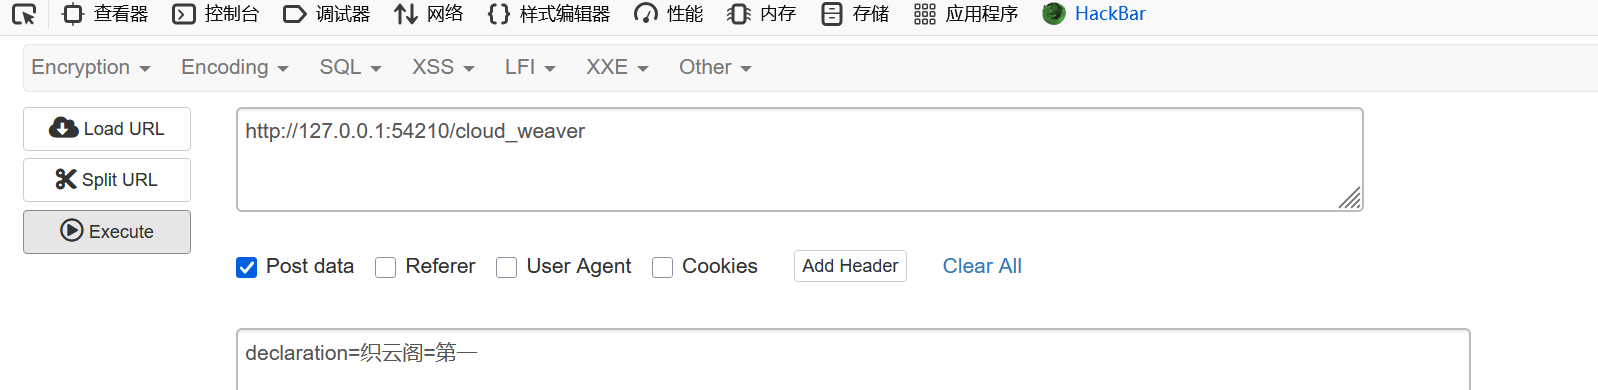 查看器 控制台 调试器 网络 样式编辑器 性能 内存 存储 应用程序 HackBar
Encryption Encoding SQL XSS LFI XXE Other
Load URL
http://127.0.0.1:54210/cloud_weaver
Split URL
Execute
Post data Referer User Agent Cookies Add Header Clear All
declaration=织云阁=第一